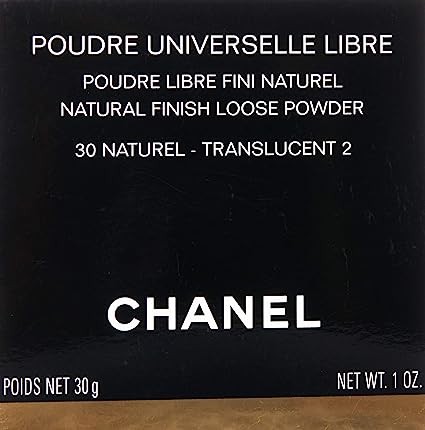 POUDRE UNIVERSELLE LIBRE
POUDRE LIBRE FINI NATUREL
NATURAL FINISH LOOSE POWDER
30 NATUREL - TRANSLUCENT 2
CHANEL
POIDS NET 30 g NET WT. 1 OZ.